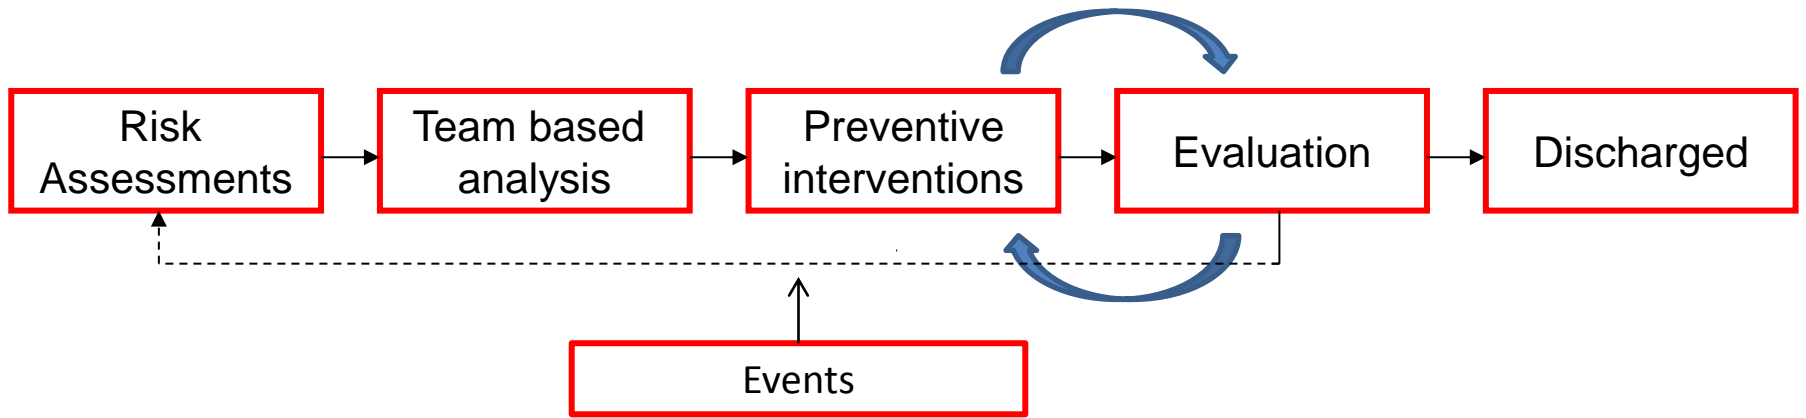 Risk
Assessments
Team based
analysis
Preventive
interventions
Evaluation
Discharged
Events